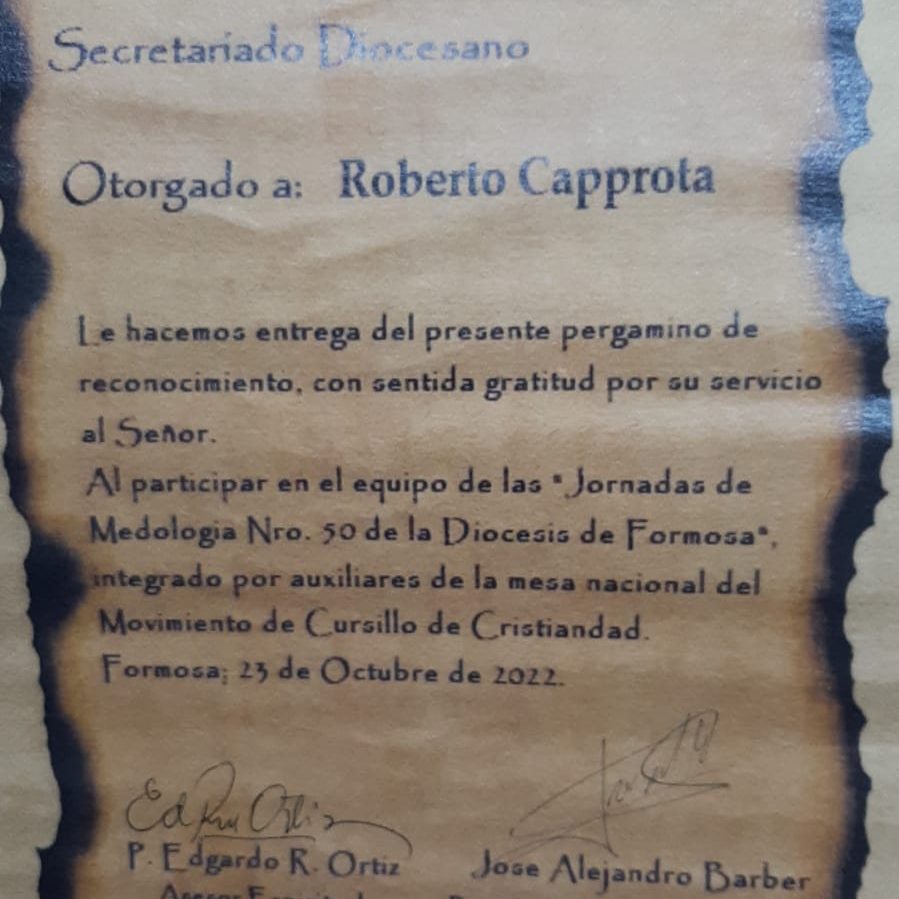 Secretariado Diocesano
Otorgado a: Roberto Capprota
Le hacemos entrega del presente pergamino de
reconocimiento, con sentida gratitud por su servicio
al Señor.
Al participar en el equipo de las "Jornadas de
Medologia Nro. 50 de la Diocesis de Formosa",
integrado por auxiliares de la mesa nacional del
Movimiento de Cursillo de Cristiandad.
Formosa; 23 de Octubre de 2022.
P. Edgardo R. Ortiz Jose Alejandro Barber